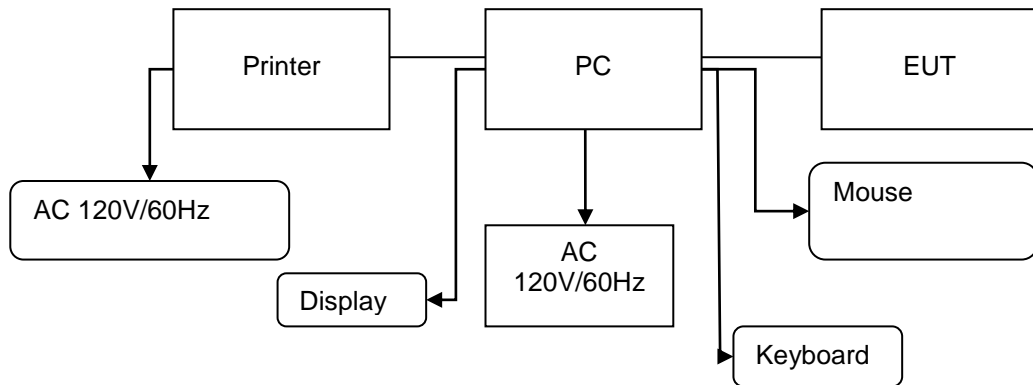 Printer
PC
EUT
AC 120V/60Hz
Mouse
AC
120V/60Hz
Display
Keyboard